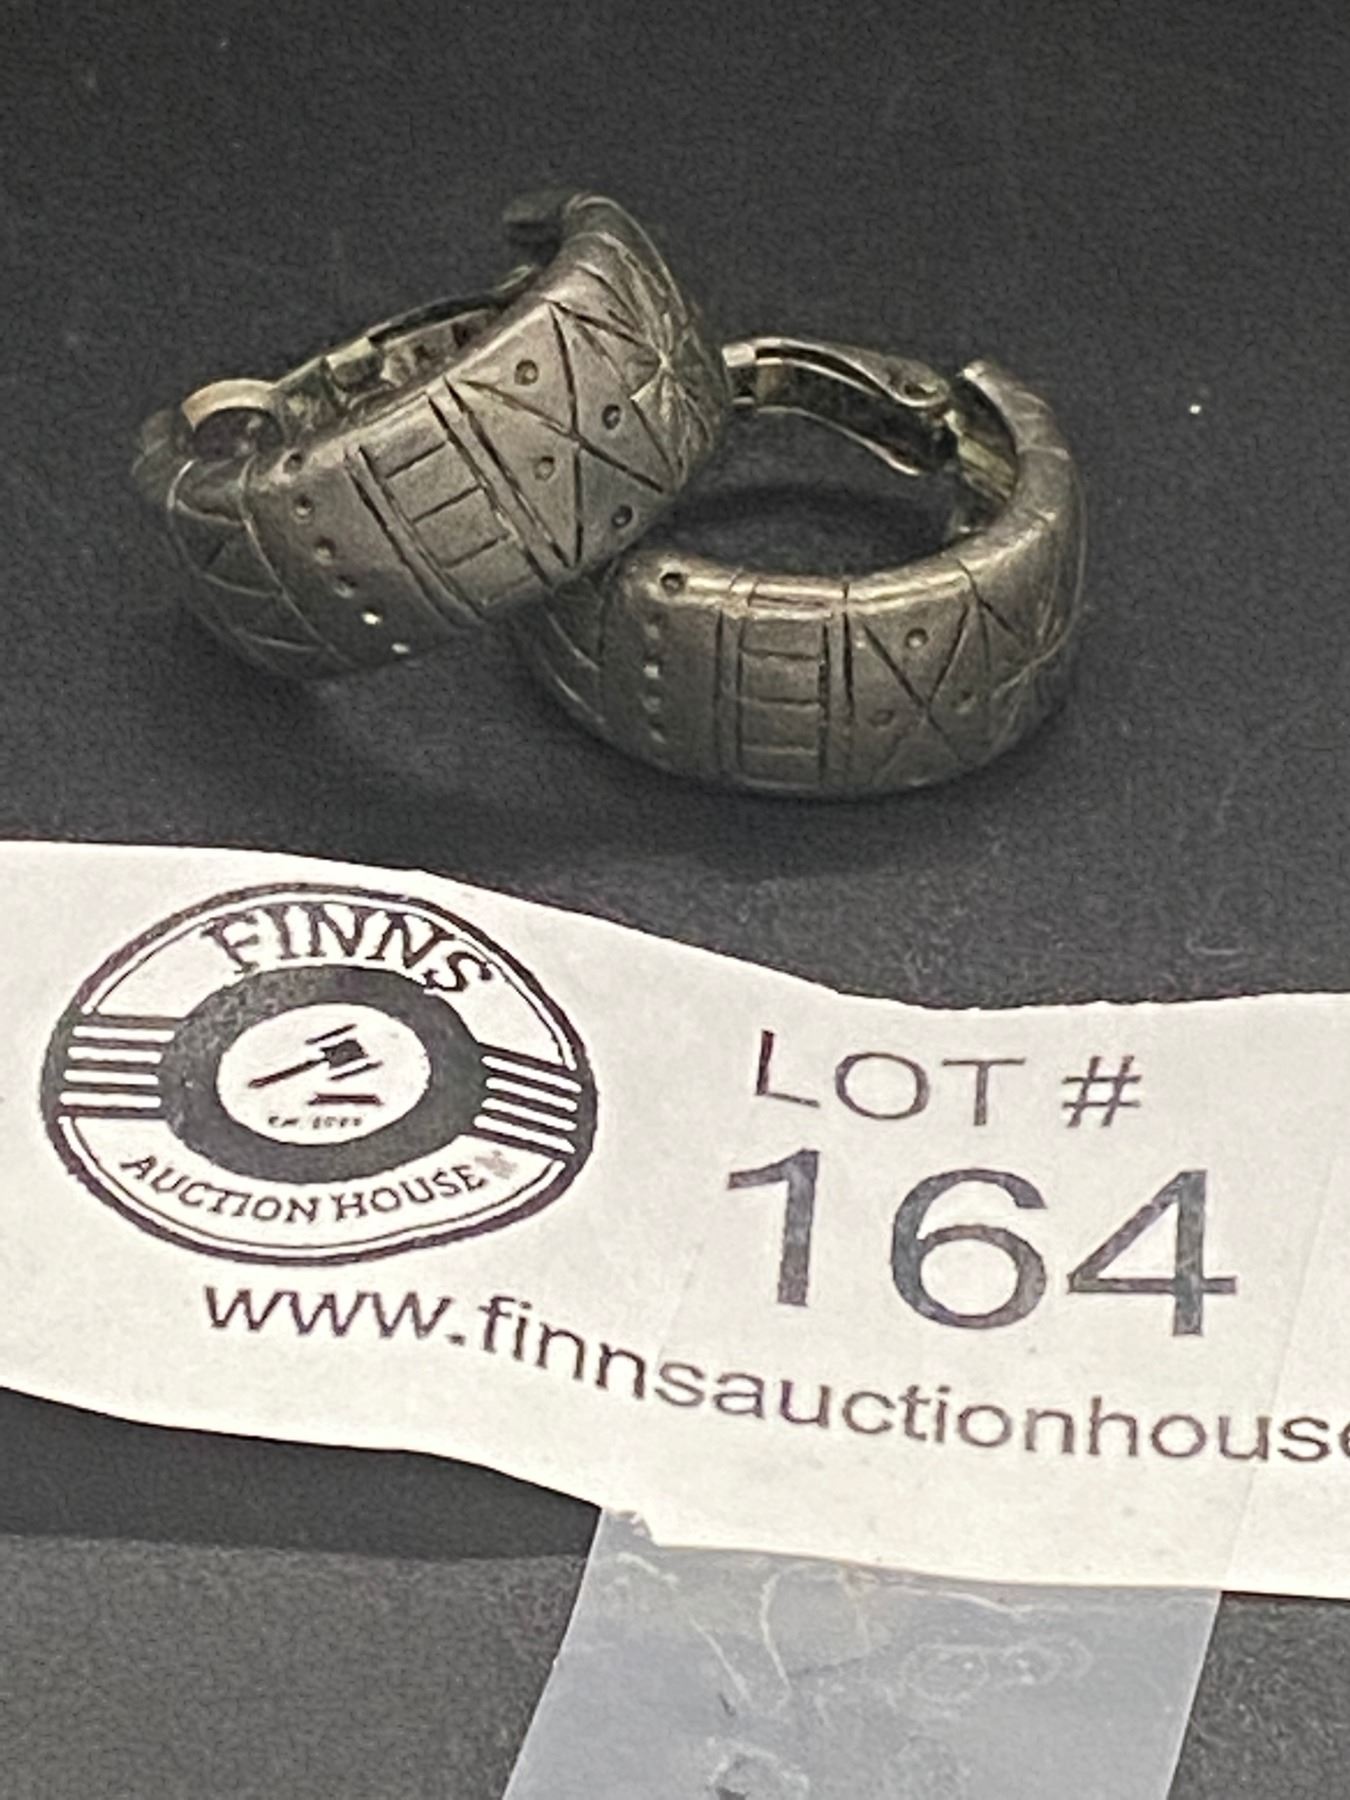 FINNS
AUCTION HOUSE
LOT #
164
www.finnsauctionhouse